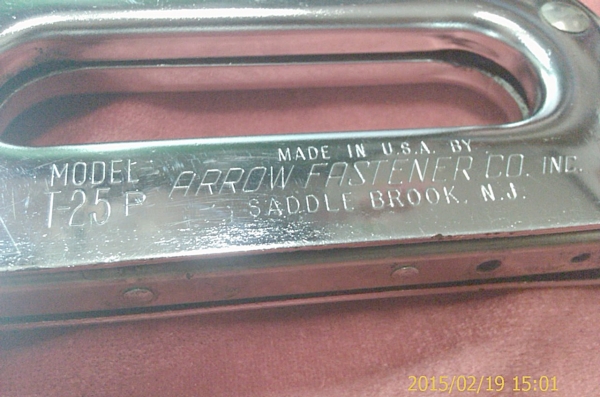 MADE IN U.S.A. BY
MODEL ARROW FASTENER CO. INC.
T-25 P SADDLE BROOK, N.J.
2015/02/19 15:01